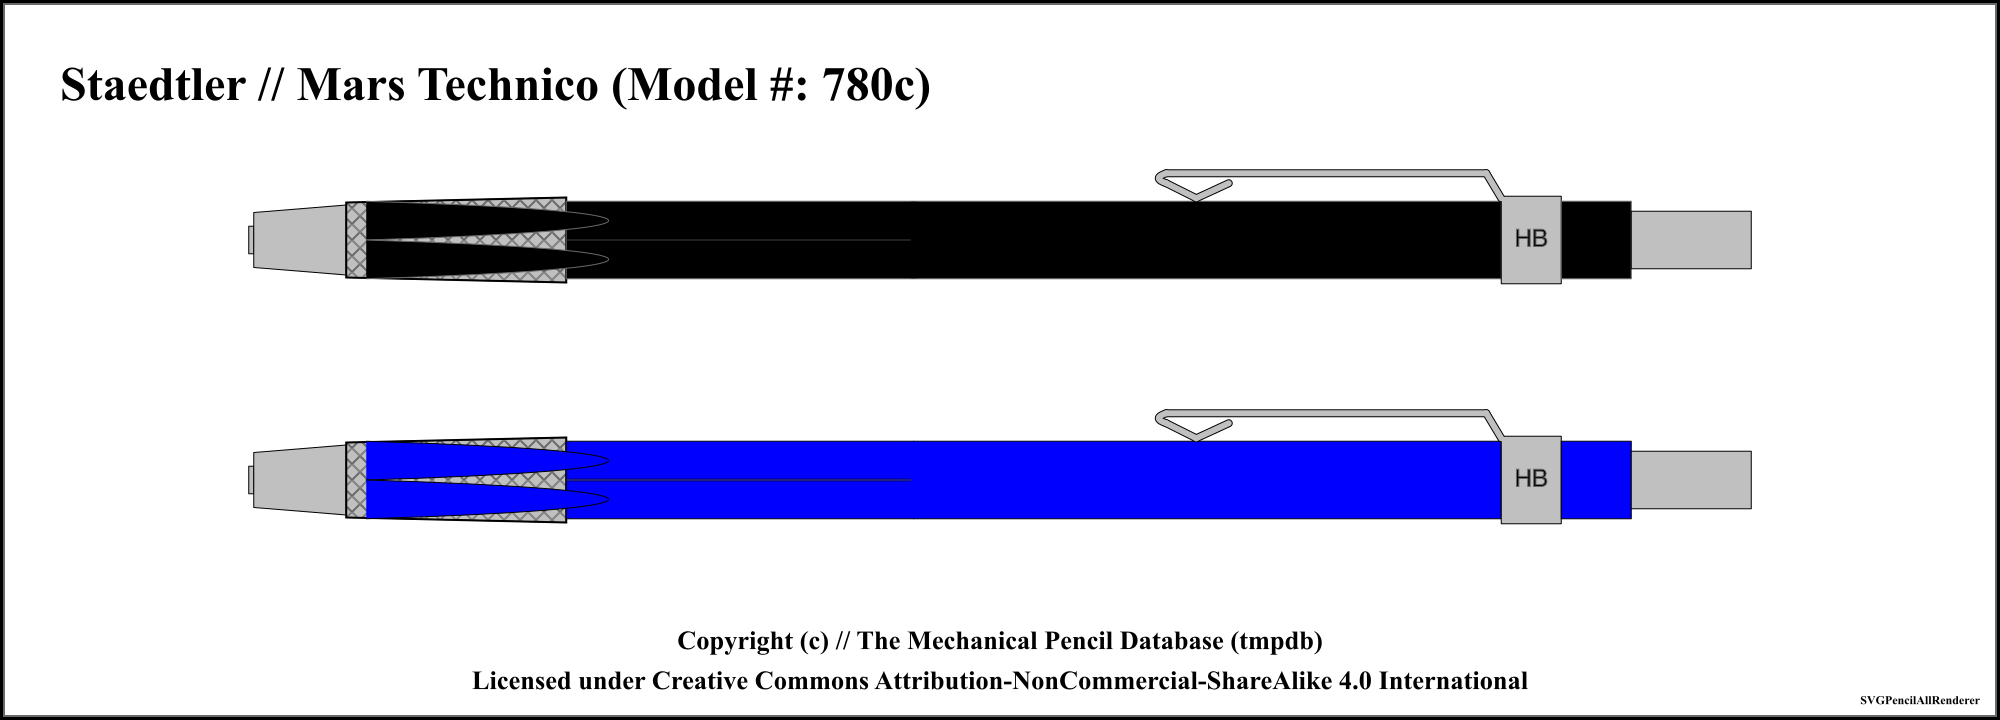 Staedtler // Mars Technico (Model #: 780c)
HB
HB
Copyright (c) // The Mechanical Pencil Database (tmpdb)
Licensed under Creative Commons Attribution-NonCommercial-ShareAlike 4.0 International
SVGPencilAllRenderer